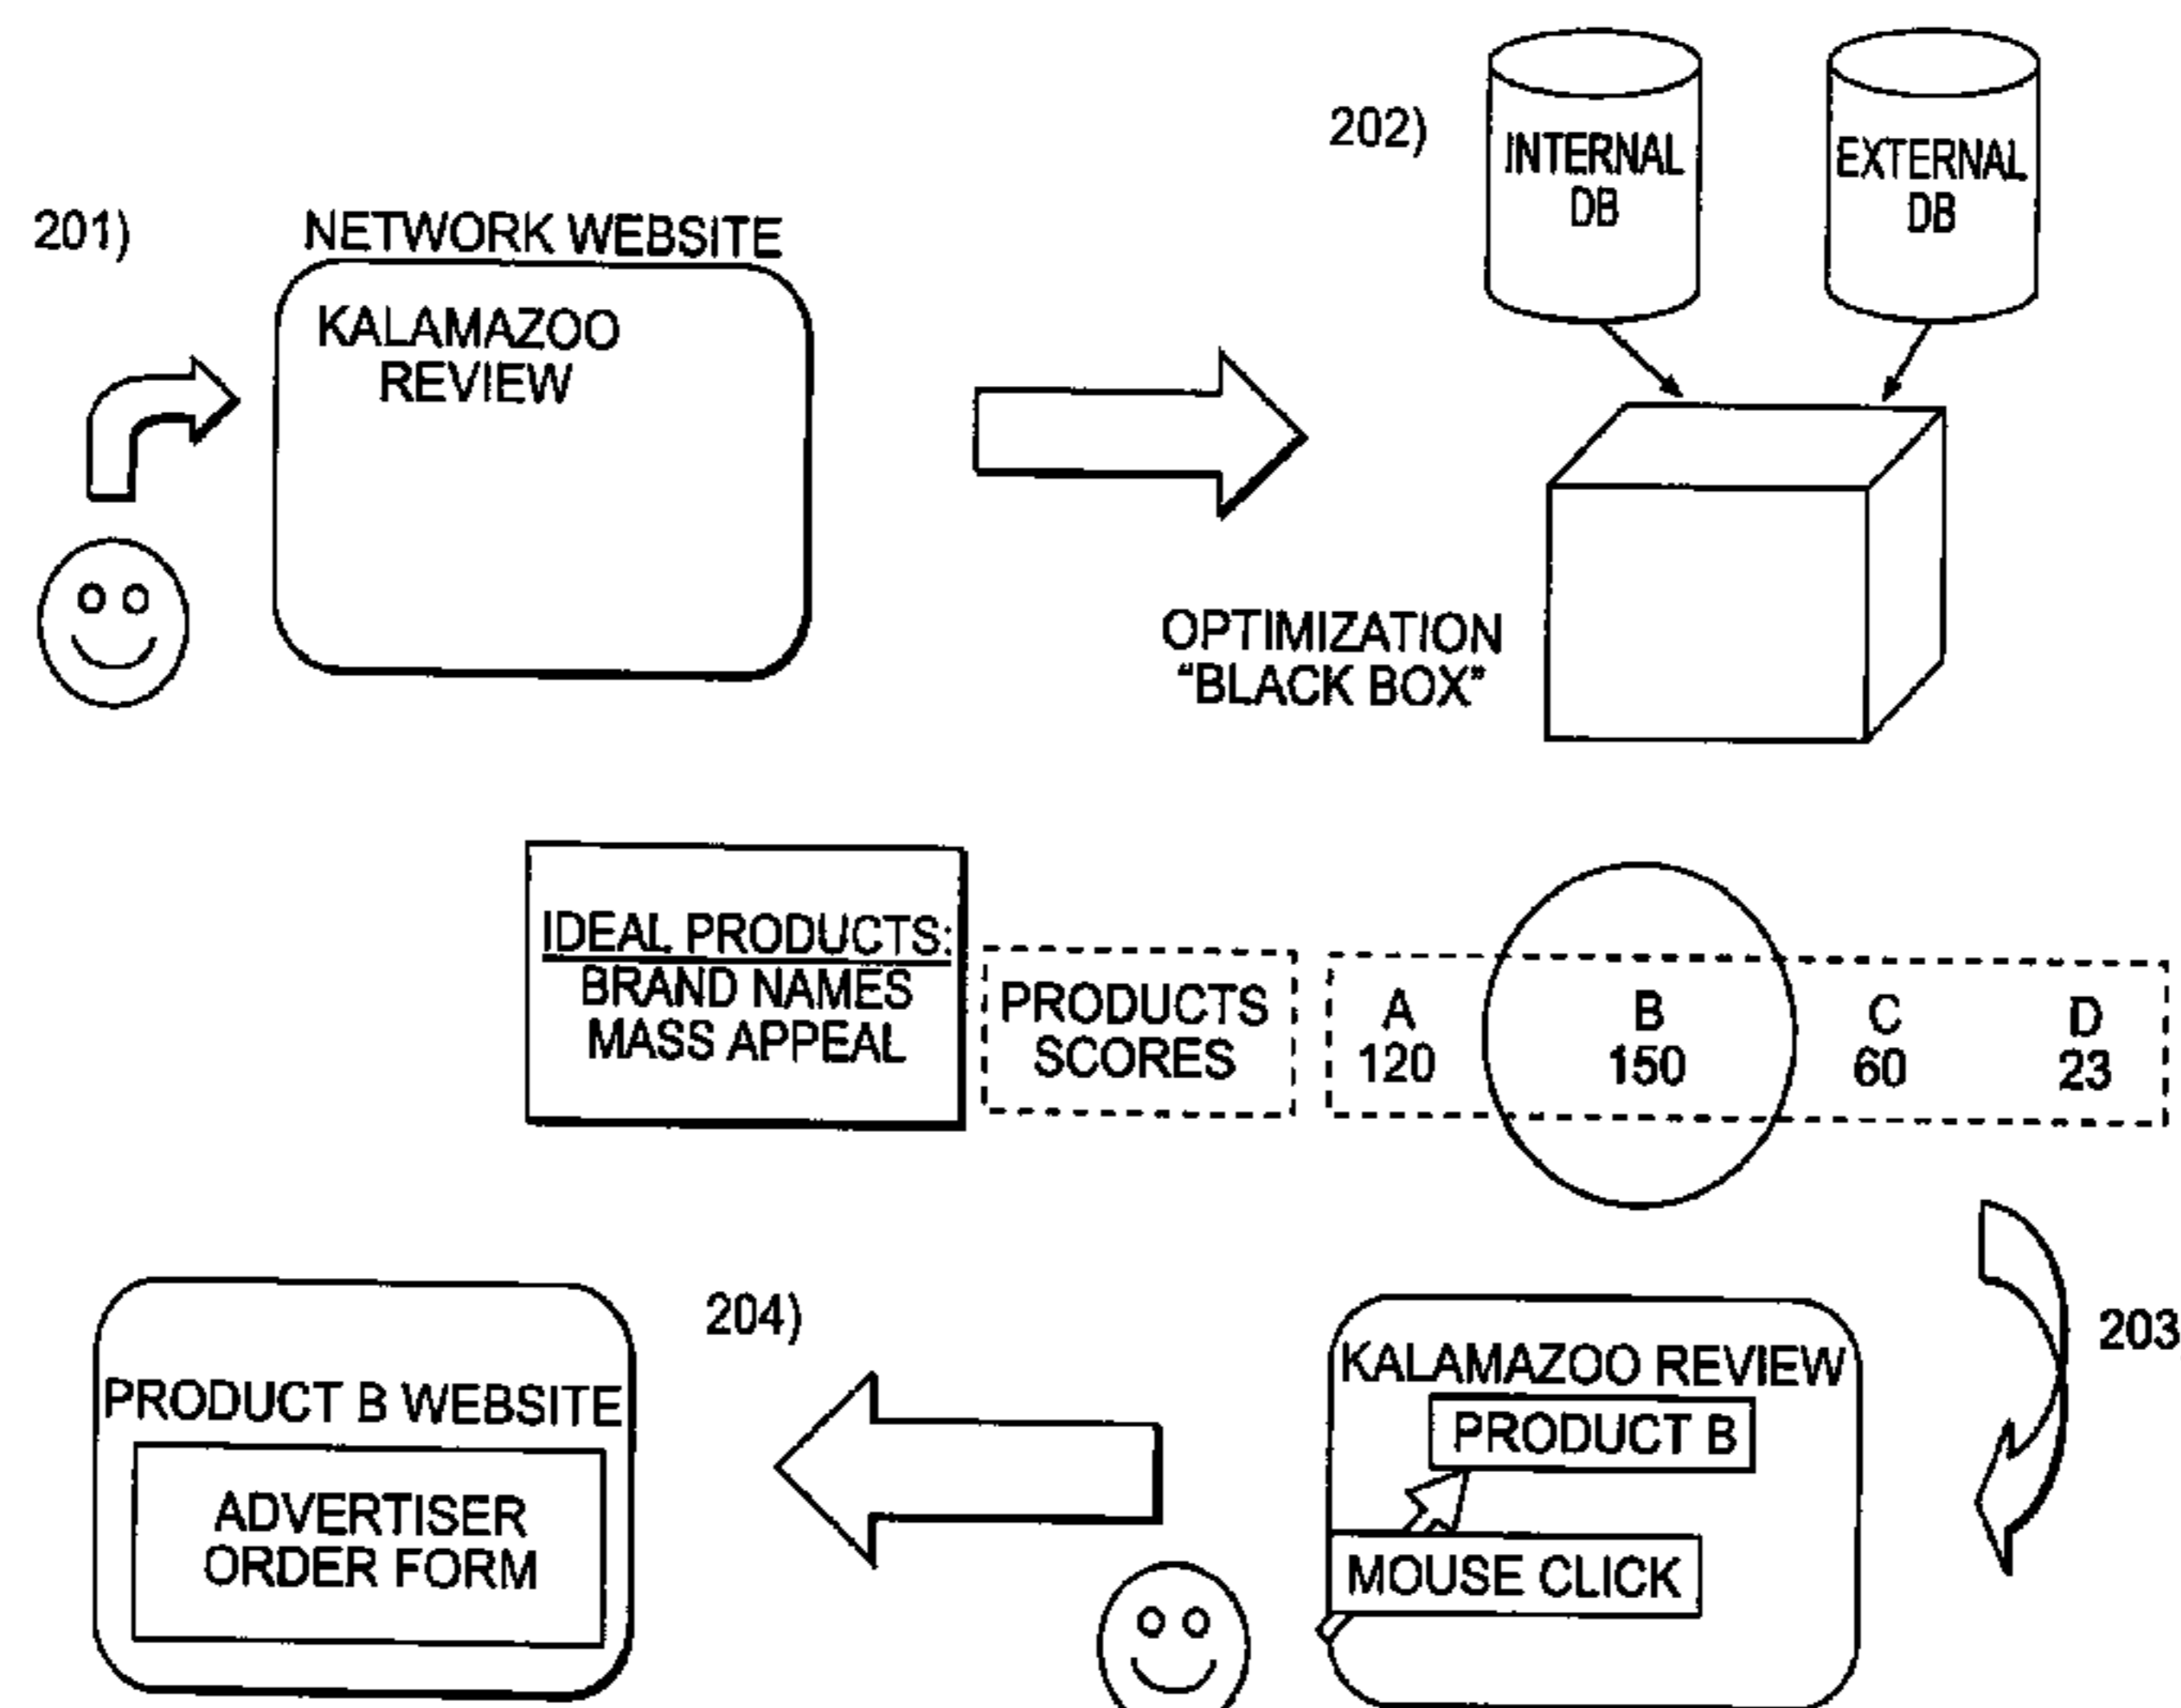 201)
NETWORK WEBSITE
KALAMAZOO
REVIEW
202)
INTERNAL
DB
EXTERNAL
DB
OPTIMIZATION
“BLACK BOX”
IDEAL PRODUCTS:
BRAND NAMES
MASS APPEAL
PRODUCTS
SCORES
A B C D
120 150 60 23
203
KALAMAZOO REVIEW
PRODUCT B
MOUSE CLICK
204)
PRODUCT B WEBSITE
ADVERTISER
ORDER FORM